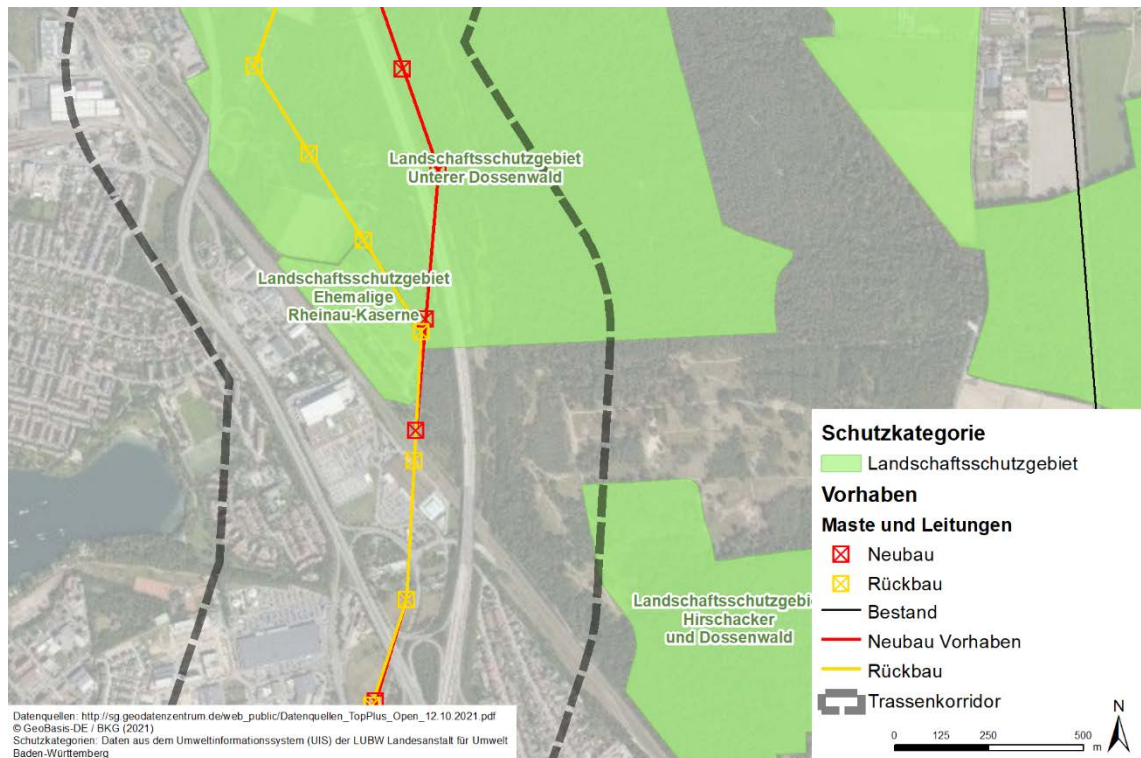 Landschaftsschutzgebiet
Unterer Dossenwald
Landschaftsschutzgebiet
Ehemalige
Rheinau-Kaserne
Landschaftsschutzgebie
Hirschacker
und Dossenwald
Schutzkategorie
Landschaftsschutzgebiet
Vorhaben
Maste und Leitungen
Neubau
Rückbau
Bestand
Neubau Vorhaben
Rückbau
Trassenkorridor
N
0 125 250 500
m
Datenquellen: http://sg.geodatenzentrum.de/web_public/Datenquellen_TopPlus_Open_12.10.2021.pdf
© GeoBasis-DE / BKG (2021)
Schutzkategorien: Daten aus dem Umweltinformationssystem (UIS) der LUBW Landesanstalt für Umwelt
Baden-Württemberg